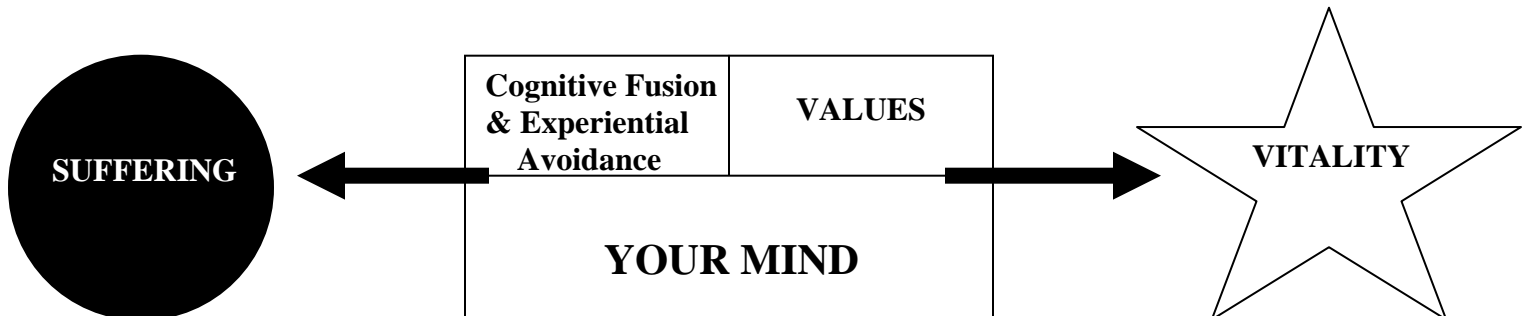 SUFFERING
Cognitive Fusion
& Experiential
Avoidance
VALUES
YOUR MIND
VITALITY